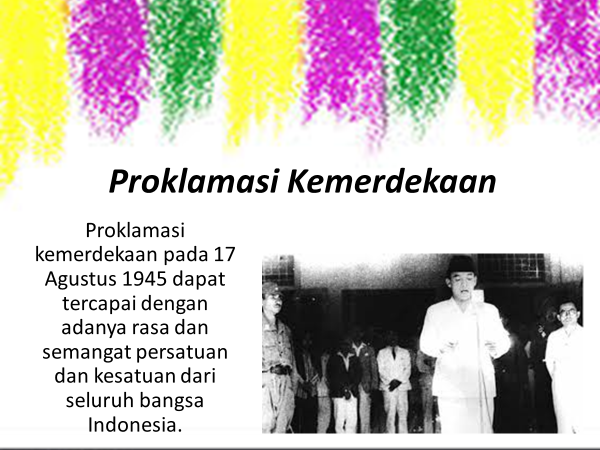 Proklamasi Kemerdekaan
Proklamasi
kemerdekaan pada 17
Agustus 1945 dapat
tercapai dengan
adanya rasa dan
semangat persatuan
dan kesatuan dari
seluruh bangsa
Indonesia.